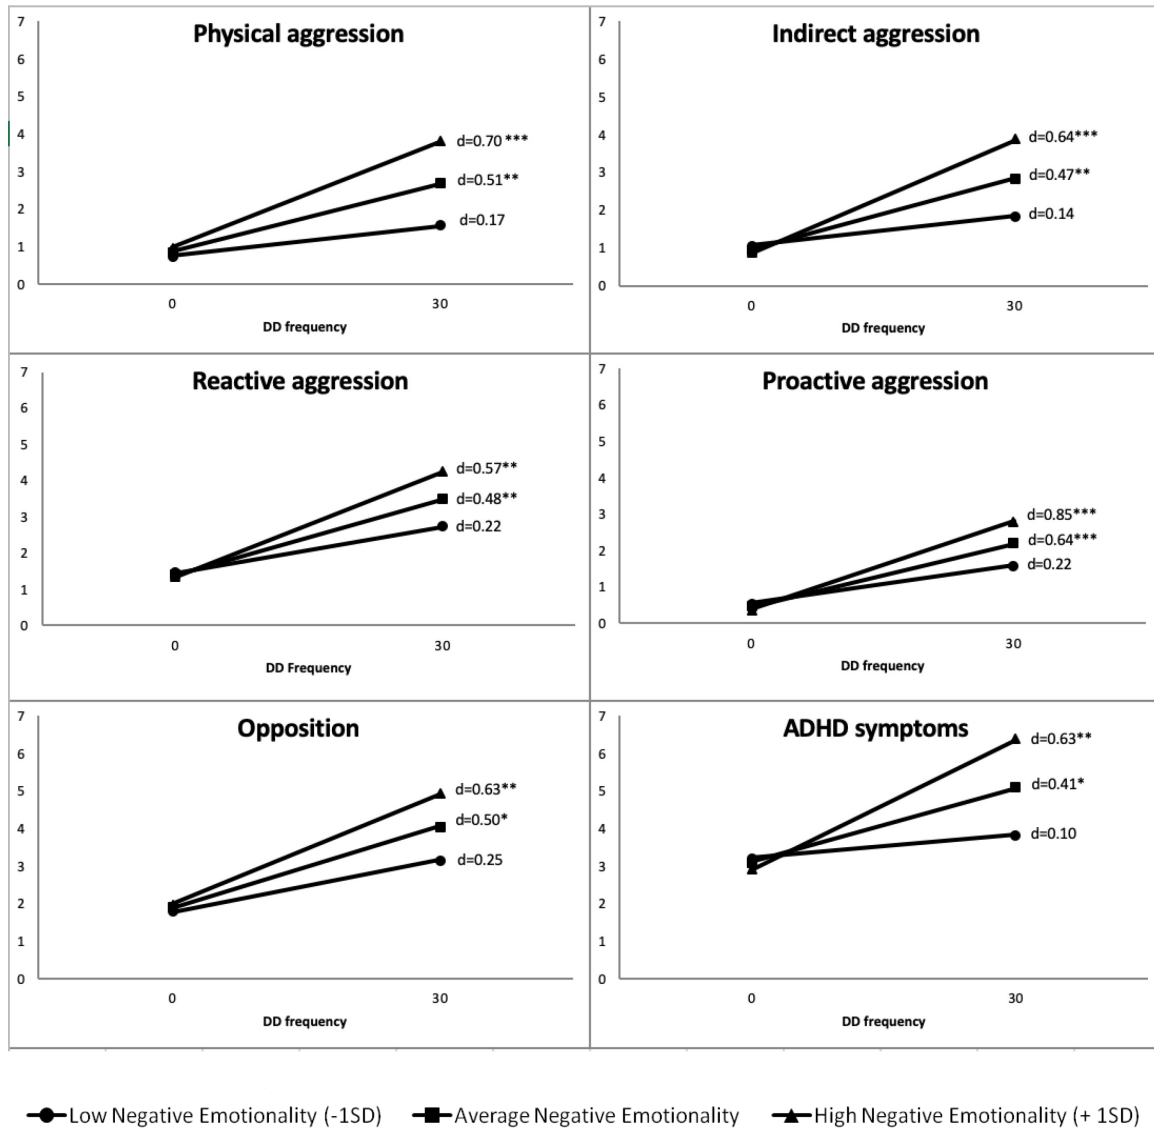 Physical aggression
7
6
5
4
3
2
1
0
d=0.70***
d=0.51**
d=0.17
0 30
DD frequency
Indirect aggression
7
6
5
4
3
2
1
0
d=0.64***
d=0.47**
d=0.14
0 30
DD frequency
Reactive aggression
7
6
5
4
3
2
1
0
d=0.57**
d=0.48**
d=0.22
0 30
DD Frequency
Proactive aggression
7
6
5
4
3
2
1
0
d=0.85***
d=0.64***
d=0.22
0 30
DD frequency
Opposition
7
6
5
4
3
2
1
0
d=0.63**
d=0.50*
d=0.25
0 30
DD frequency
ADHD symptoms
7
6
5
4
3
2
1
0
d=0.63**
d=0.41*
d=0.10
0 30
DD frequency
Low Negative Emotionality (-1SD) Average Negative Emotionality High Negative Emotionality (+ 1SD)